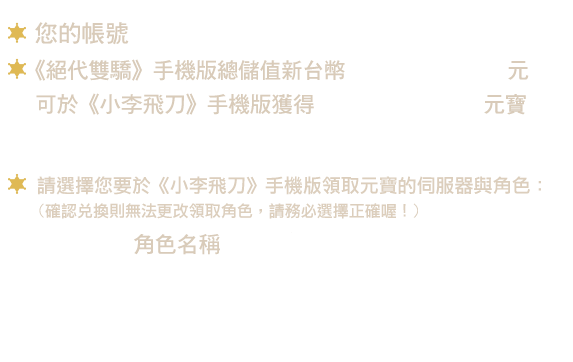 您的帳號
《絕代雙驕》手機版總儲值新台幣 元
可於《小李飛刀》手機版獲得 元寶
請選擇您要於《小李飛刀》手機版領取元寶的伺服器與角色：
（確認兌換則無法更改領取角色，請務必選擇正確喔！）
角色名稱